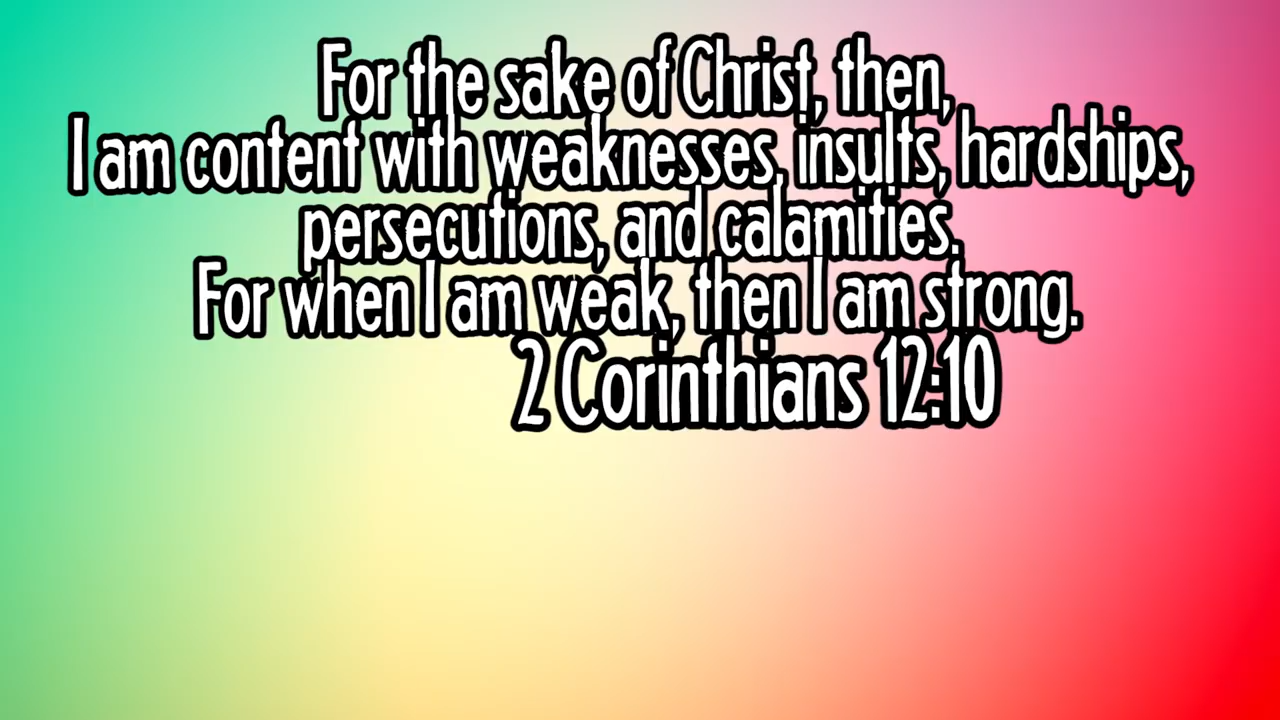 For the sake of Christ, then,
I am content with weaknesses, insults, hardships,
persecutions, and calamities.
For when I am weak, then I am strong.
2 Corinthians 12:10